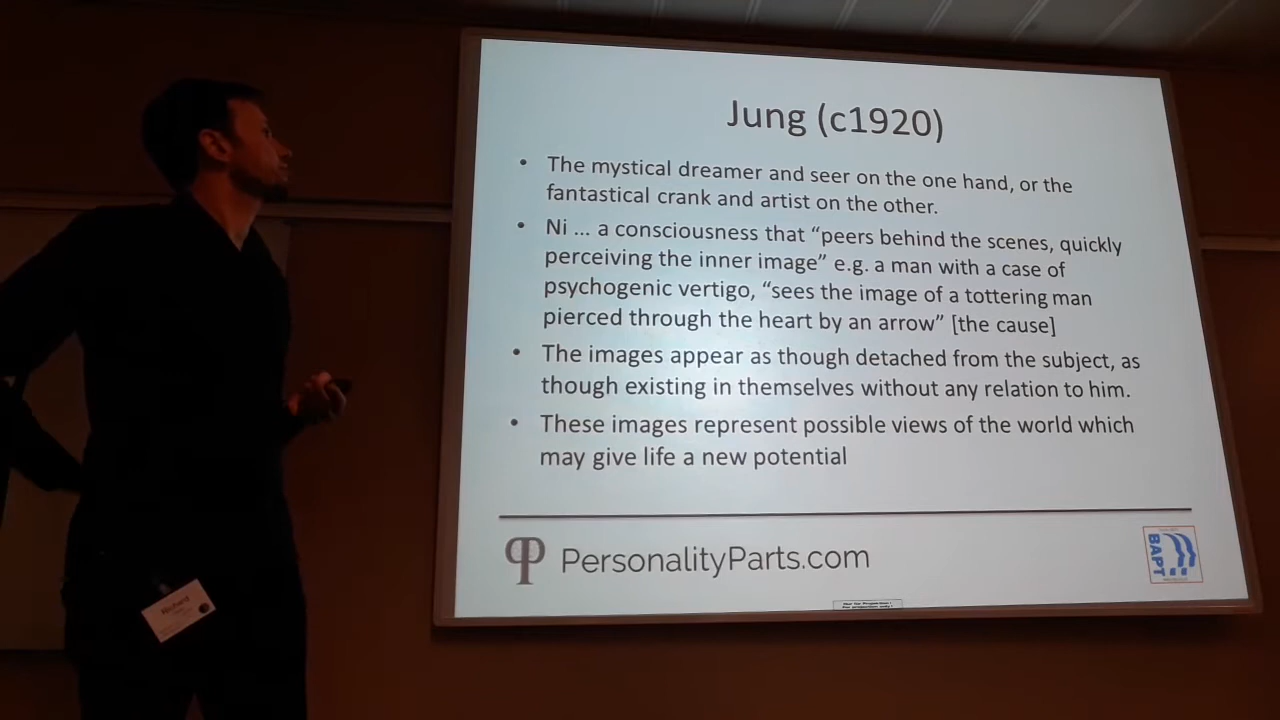 Jung (c1920)
• The mystical dreamer and seer on the one hand, or the
fantastical crank and artist on the other.
• Ni ... a consciousness that “peers behind the scenes, quickly
perceiving the inner image” e.g. a man with a case of
psychogenic vertigo, “sees the image of a tottering man
pierced through the heart by an arrow” [the cause]
• The images appear as though detached from the subject, as
though existing in themselves without any relation to him.
• These images represent possible views of the world which
may give life a new potential
PersonalityParts.com
BAPT
Richard